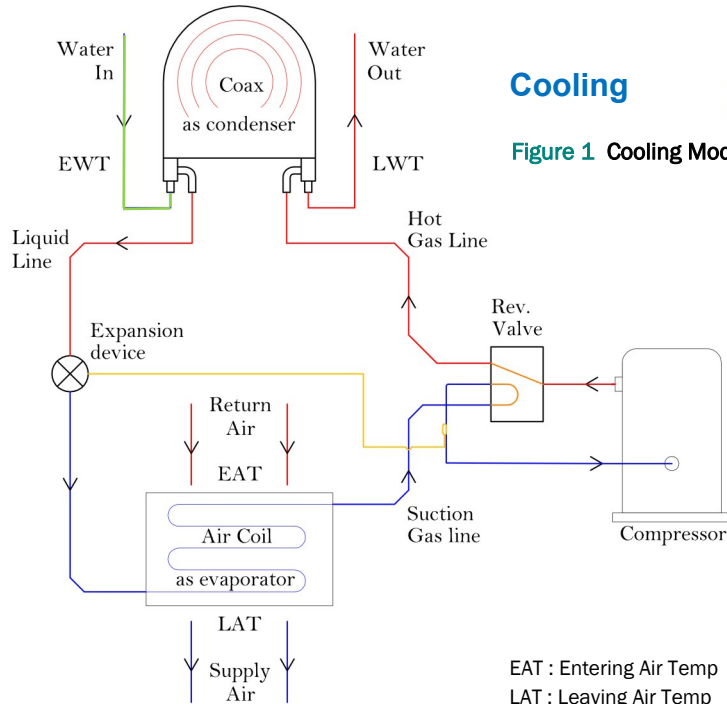 Water
In
Water
Out
Coax
as condenser
Cooling
EWT
LWT
Figure 1 Cooling Mod
Liquid
Line
Hot
Gas Line
Rev.
Valve
Expansion
device
Return
Air
EAT
Air Coil
as evaporator
Suction
Gas line
Compressor
LAT
Supply
Air
EAT : Entering Air Temp
LAT : Leaving Air Temp